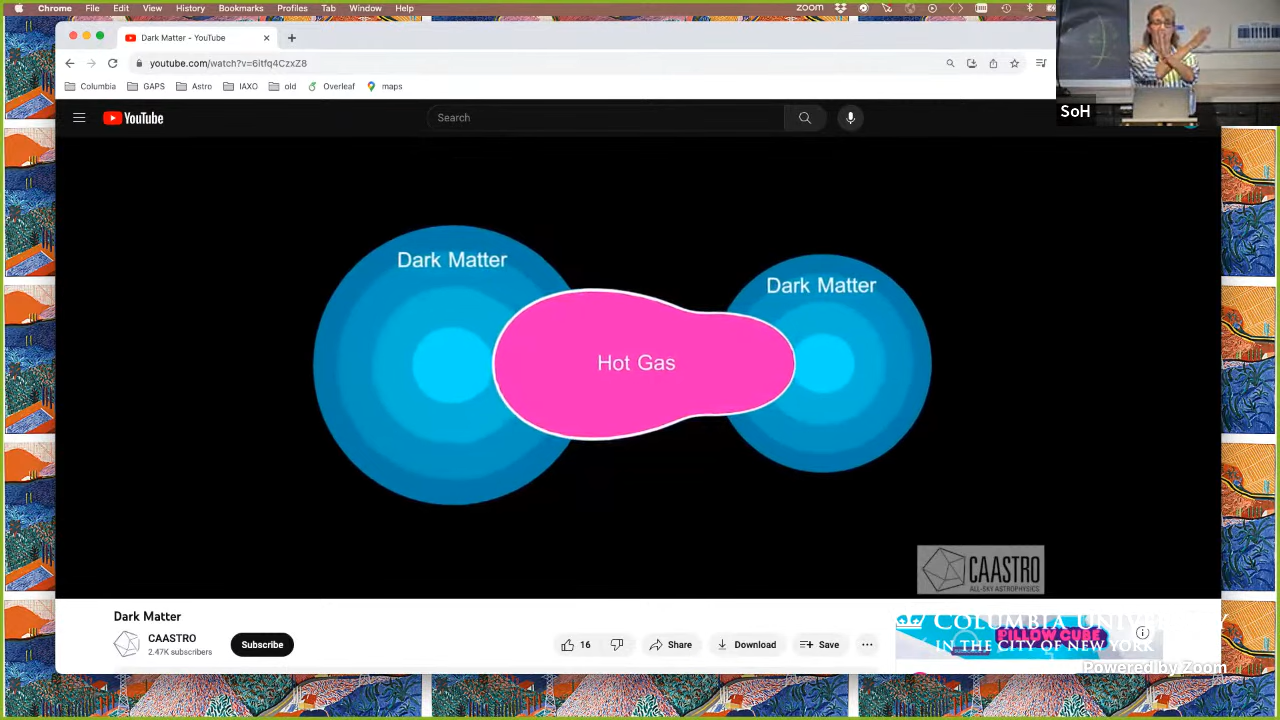 Chrome File Edit View History Bookmarks Profiles Tab Window Help
zoom
Dark Matter - YouTube
youtube.com/watch?v=6itfq4CzxZ8
Columbia GAPS Astro IAXO old Overleaf maps
SoH
YouTube
Search
Dark Matter
Dark Matter
Hot Gas
CAASTRO
ALL-SKY ASTROPHYSICS
Dark Matter
CAASTRO
2.47K subscribers
Subscribe
16 Share Download Save
COLUMBIA UNIVERSITY
IN THE CITY OF NEW YORK
PILLOW CUBE
Powered by Zoom